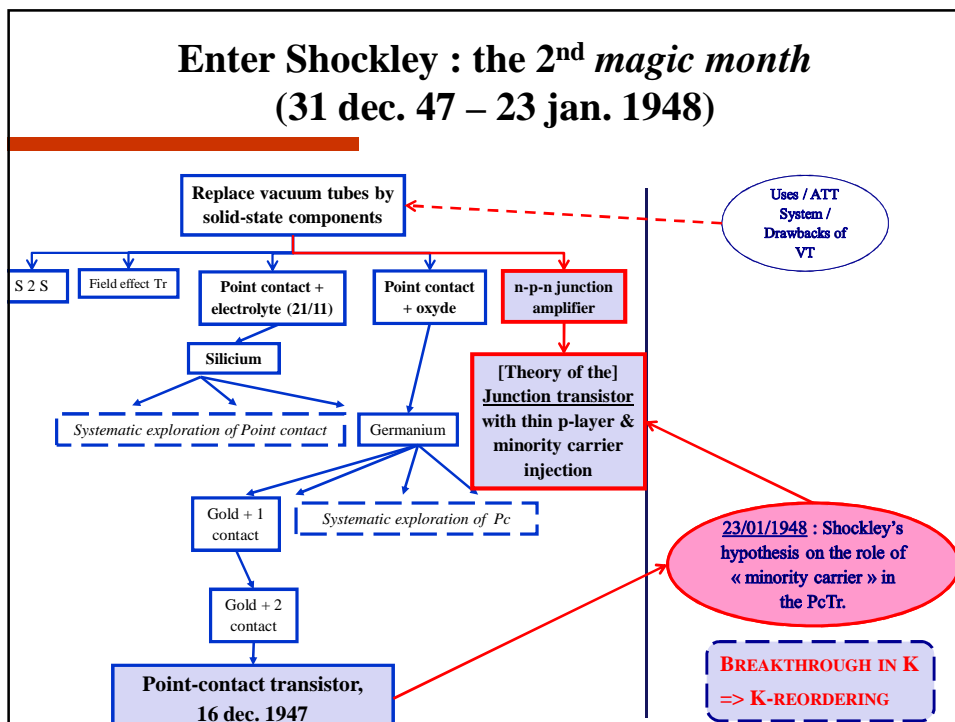 Enter Shockley : the 2nd magic month
(31 dec. 47 – 23 jan. 1948)
Replace vacuum tubes by
solid-state components
Uses / ATT
System /
Drawbacks of
VT
S 2 S
Field effect Tr
Point contact +
electrolyte (21/11)
Point contact
+ oxyde
n-p-n junction
amplifier
Silicium
[Theory of the]
Junction transistor
with thin p-layer &
minority carrier
injection
Systematic exploration of Point contact
Germanium
Gold + 1
contact
Systematic exploration of Pc
23/01/1948 : Shockley's
hypothesis on the role of
« minority carrier » in
the PcTr.
Gold + 2
contact
Point-contact transistor,
16 dec. 1947
BREAKTHROUGH IN K
=> K-REORDERING